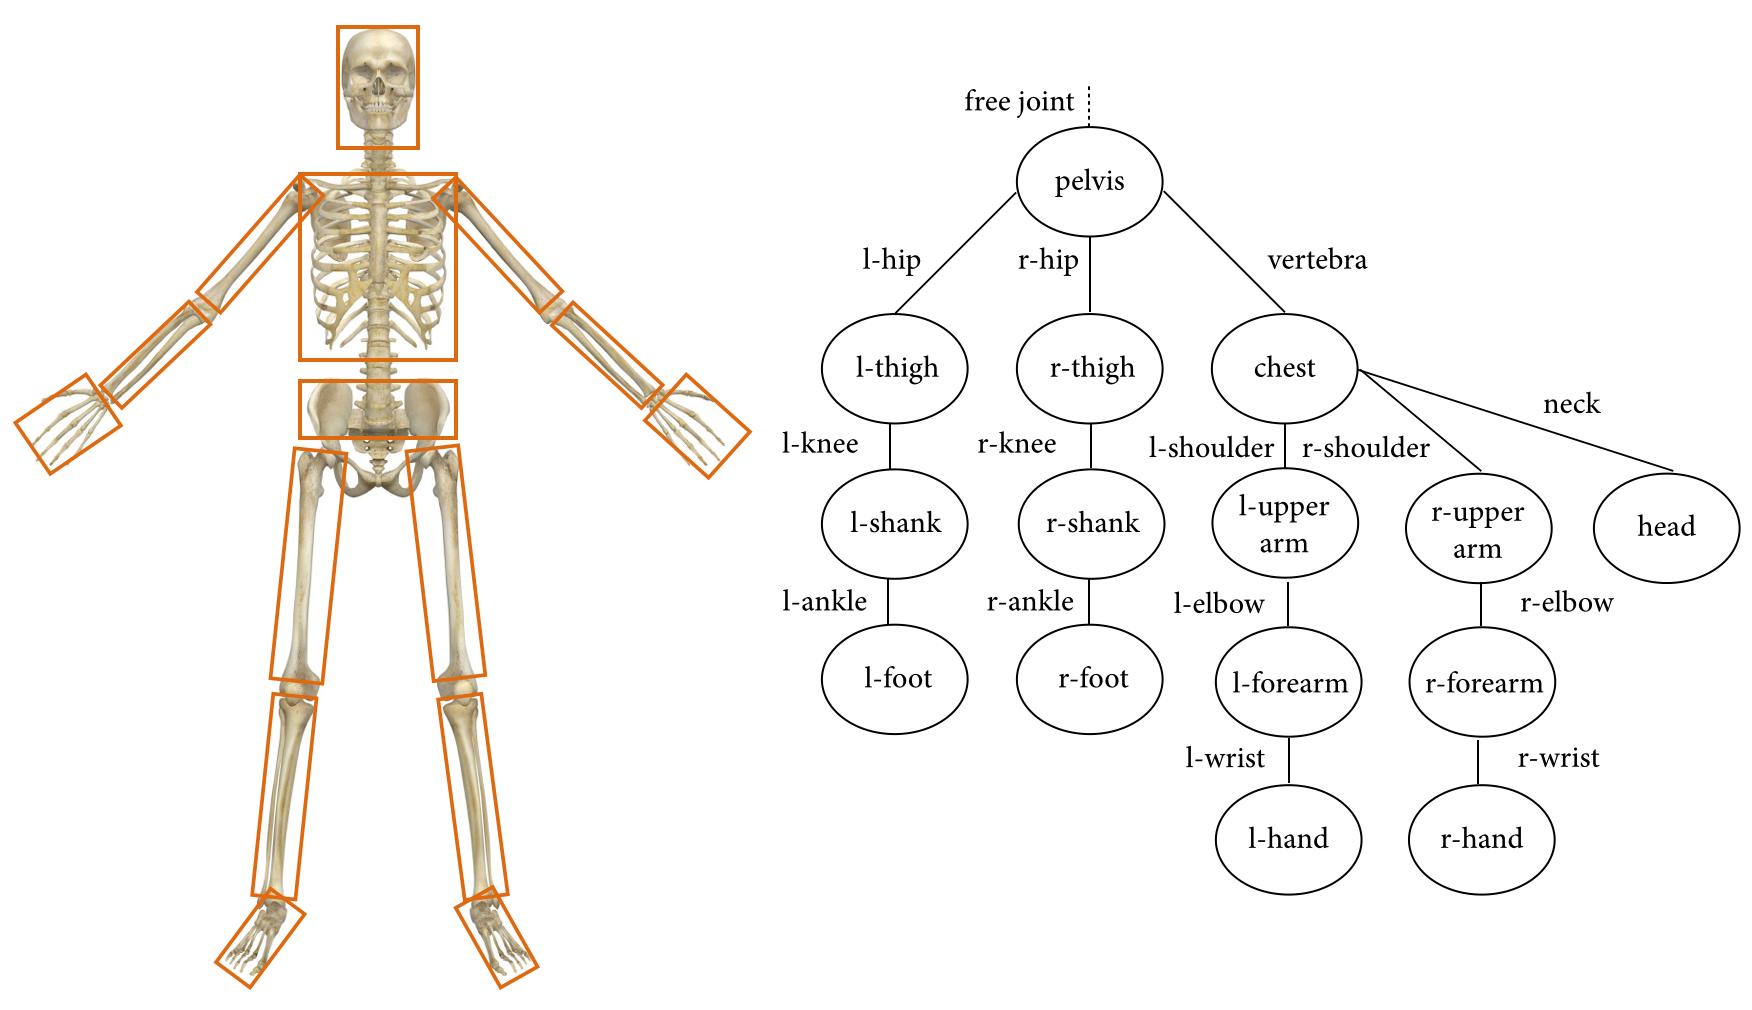 free joint
pelvis
l-hip
r-hip
vertebra
l-thigh
r-thigh
chest
neck
l-knee
r-knee
l-shoulder
r-shoulder
l-shank
r-shank
l-upper
arm
r-upper
arm
head
l-ankle
r-ankle
l-elbow
r-elbow
l-foot
r-foot
l-forearm
r-forearm
l-wrist
r-wrist
l-hand
r-hand